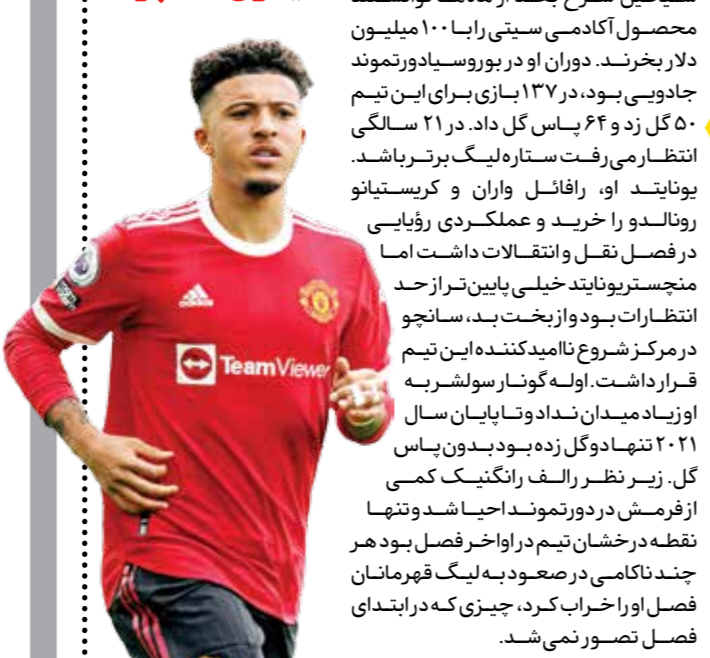 محصول آکادمی سیتی را با ۱۰۰ میلیون
دلار بخرند. دوران او در بوروسیا دورتموند
جادویی بود، در ۱۳۷ بازی برای این تیم
۵۰ گل زد و ۶۴ پاس گل داد. در ۲۱ سالگی
انتظار می‌رفت ستاره لیگ برتر باشد.
یونایتد او، رافائل واران و کریستیانو
رونالدو را خرید و عملکردی رؤیایی
در فصل نقل و انتقالات داشت اما
منچستریونایتد خیلی پایین‌تر از حد
انتظارات بود و از بخت بد، سانچو
در مرکز شروع ناامیدکننده این تیم
قرار داشت. اوله گونار سولشر به
او زیاد میدان نداد و تا پایان سال
۲۰۲۱ تنها دو گل زده بود بدون پاس
گل. زیر نظر رالف رانگنیک کمی
از فرمش در دورتموند احیا شد و تنها
نقطه درخشان تیم در اواخر فصل بود هر
چند ناکامی در صعود به لیگ قهرمانان
فصل او را خراب کرد، چیزی که در ابتدای
فصل تصور نمی‌شد.
adidas
TeamViewer